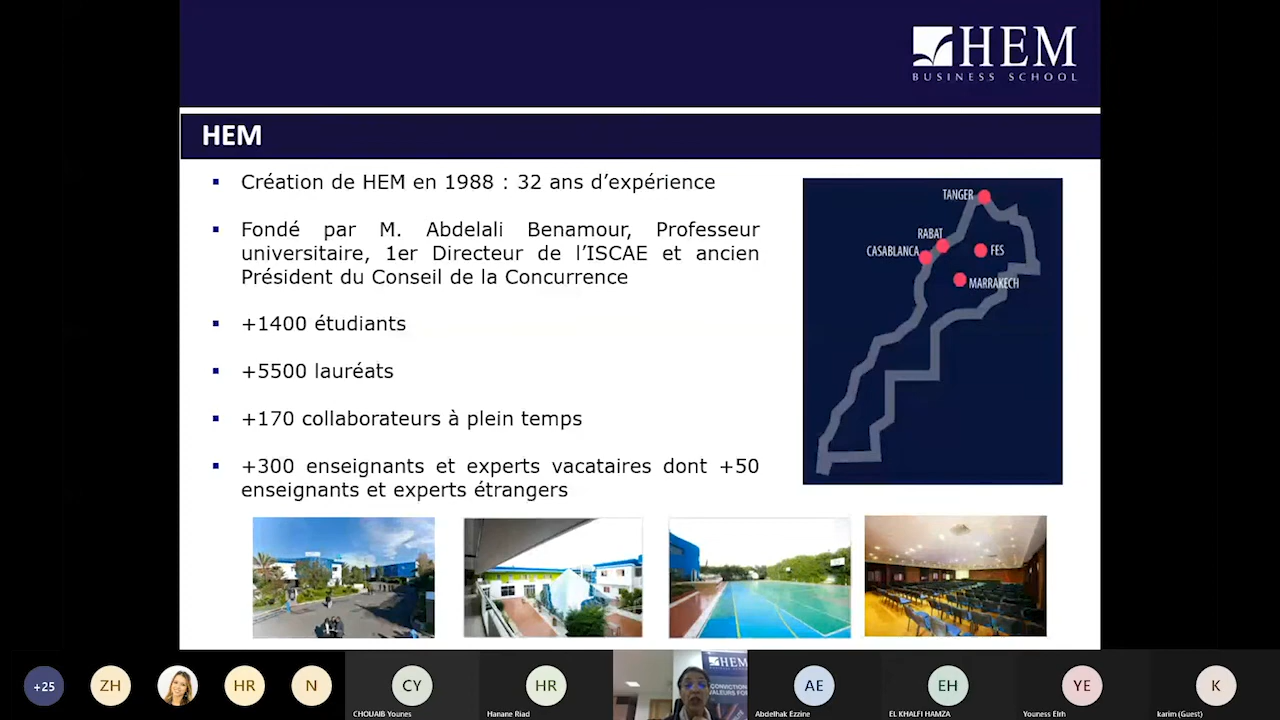 HEM
BUSINESS SCHOOL
HEM
Création de HEM en 1988 : 32 ans d’expérience
Fondé par M. Abdelali Benamour, Professeur
universitaire, 1er Directeur de l’ISCAE et ancien
Président du Conseil de la Concurrence
+1400 étudiants
+5500 lauréats
+170 collaborateurs à plein temps
+300 enseignants et experts vacataires dont +50
enseignants et experts étrangers
TANGER
RABAT
CASABLANCA
FES
MARRAKECH
+25
ZH
HR
N
CY
CHOUAIB Younes
HR
Hanane Riad
HEM
AE
Abdelhak Ezzine
EH
EL KHALFI HAMZA
YE
Youness Elrh
K
karim (Guest)